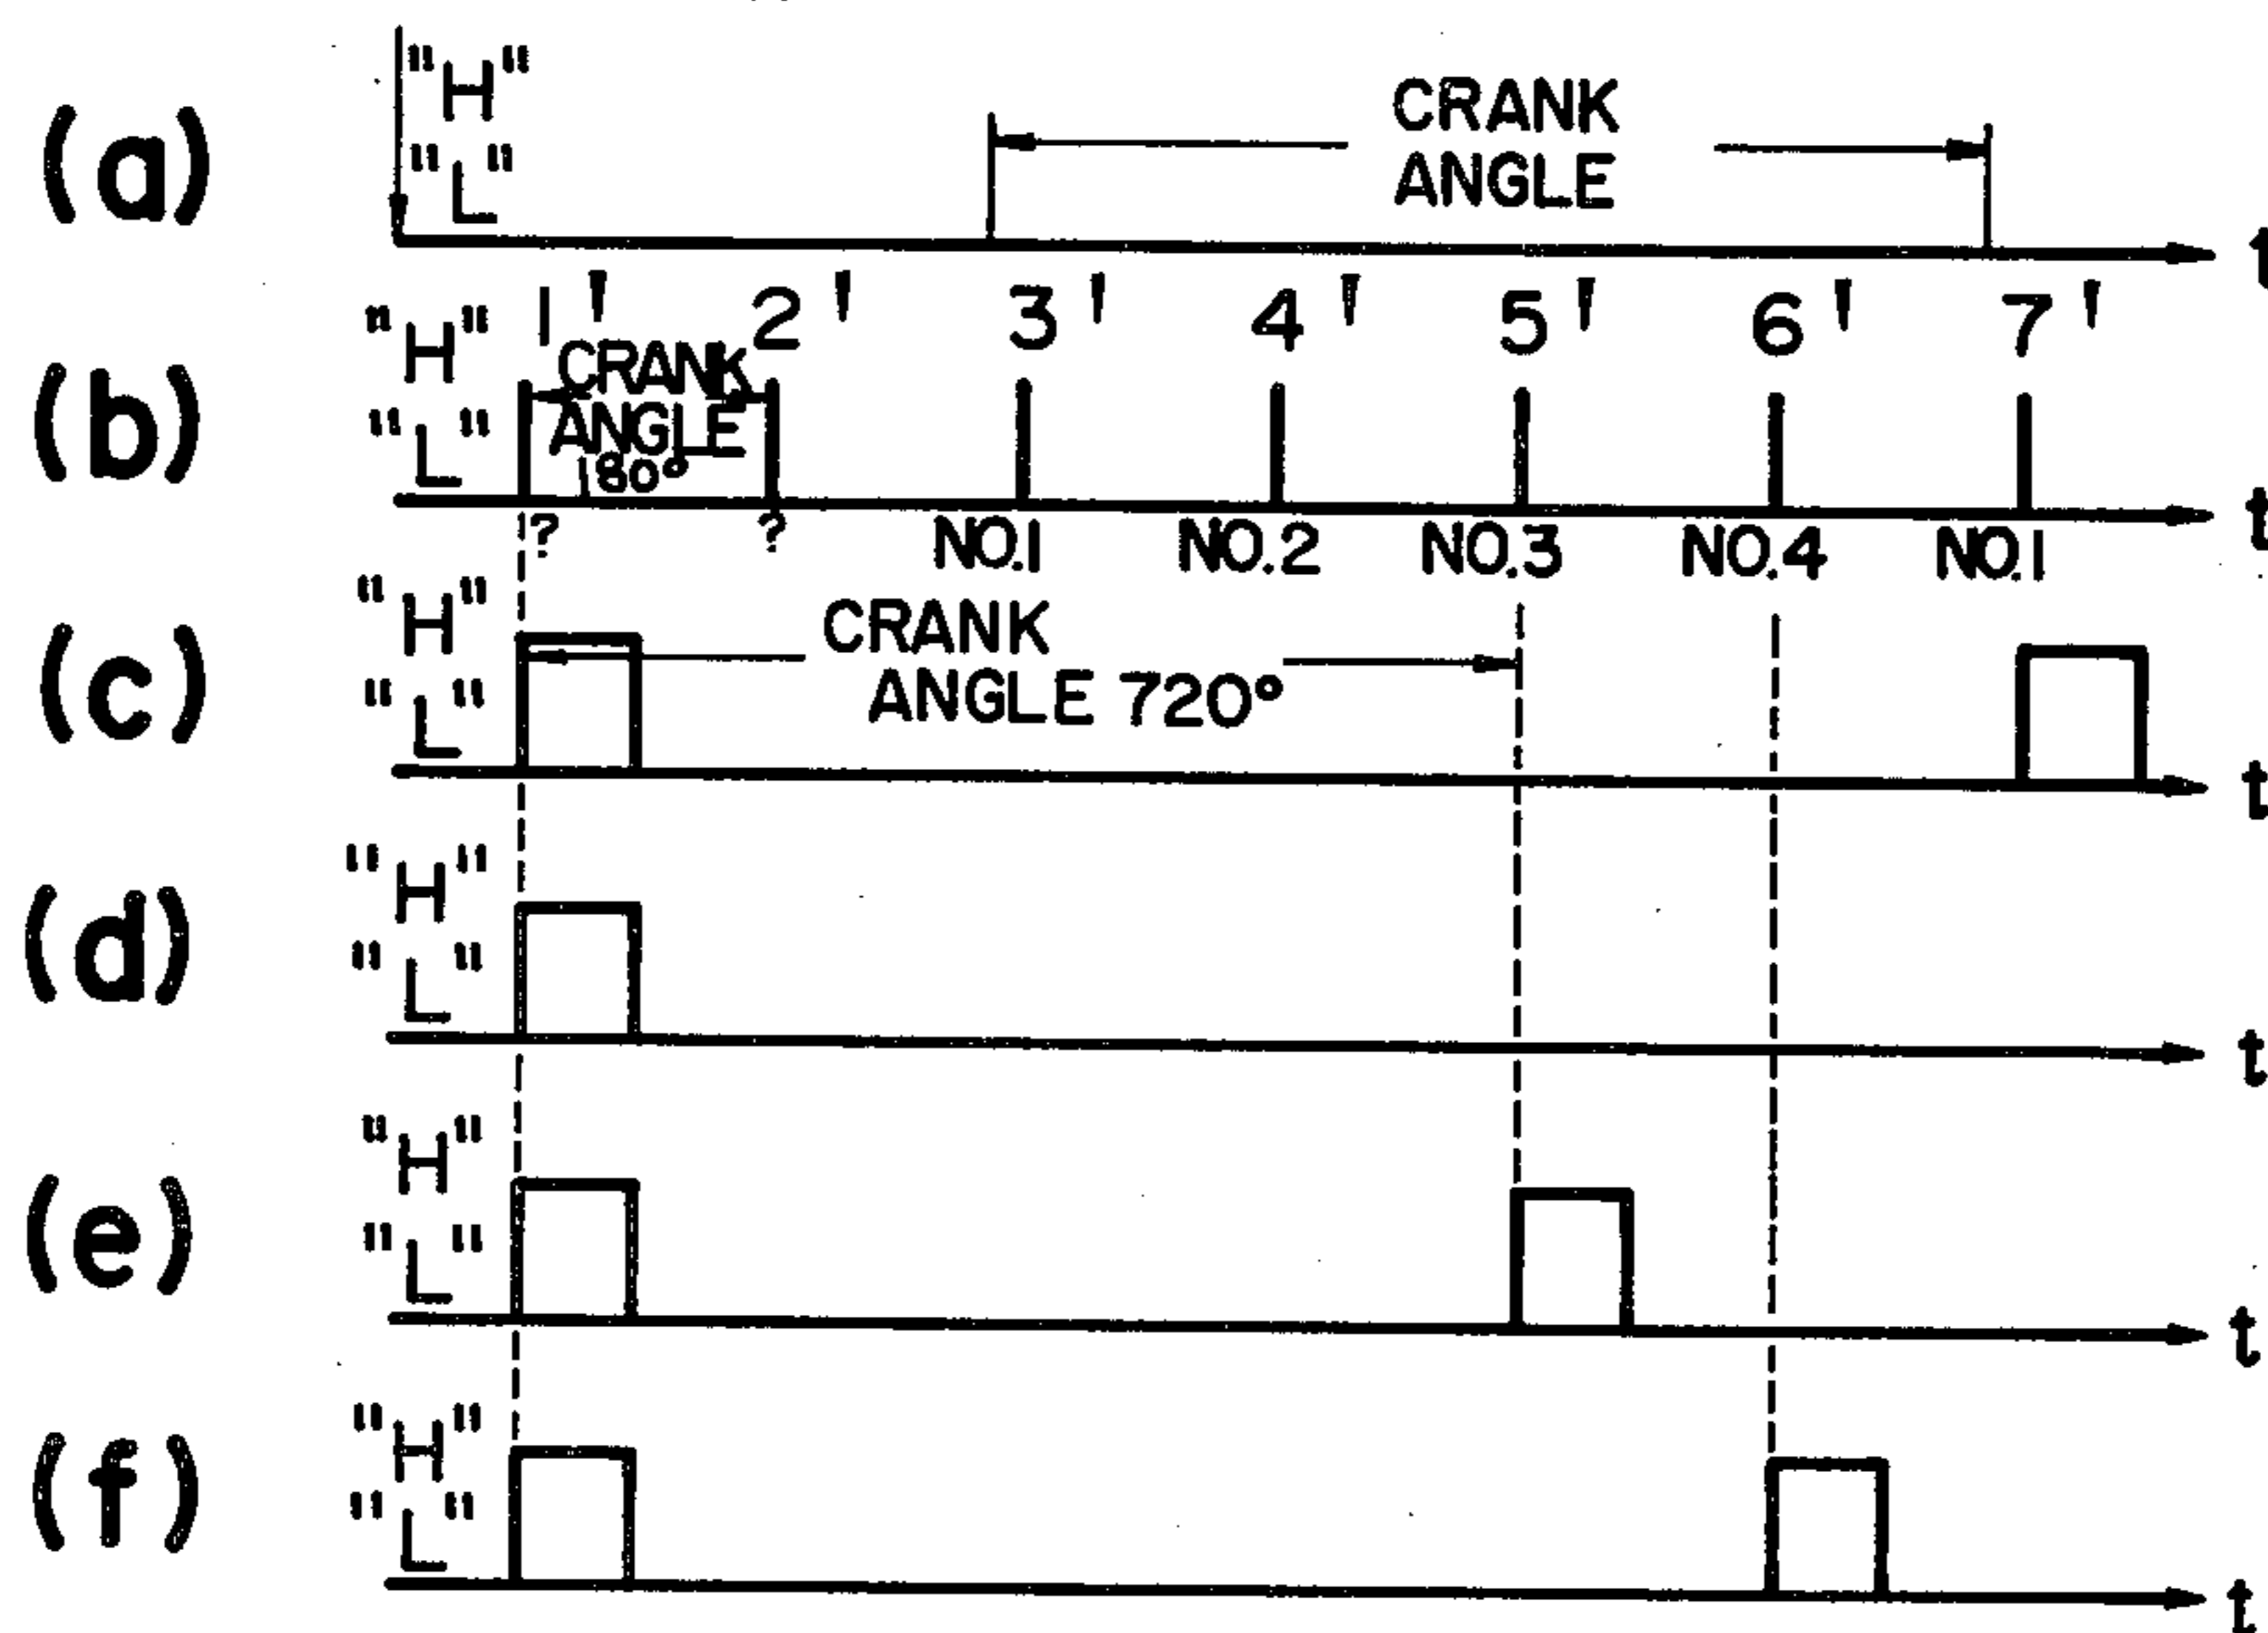 (a) "H"
"L"
CRANK
ANGLE
t
1' 2' 3' 4' 5' 6' 7'
(b) "H"
"L"
CRANK
ANGLE
180°
t
? ? NO.1 NO.2 NO.3 NO.4 NO.1
(c) "H"
"L"
CRANK
ANGLE 720°
t
(d) "H"
"L"
t
(e) "H"
"L"
t
(f) "H"
"L"
t